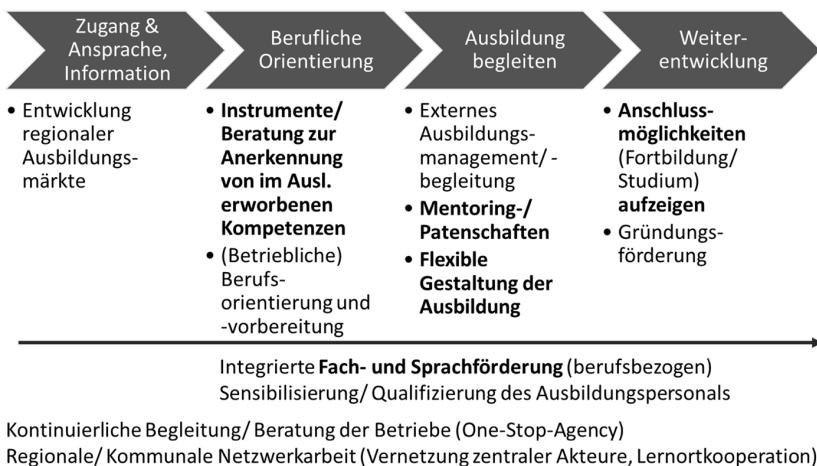 Zugang &
Ansprache,
Information
Berufliche
Orientierung
Ausbildung
begleiten
Weiter-
entwicklung
• Entwicklung
regionaler
Ausbildungs-
märkte
• Instrumente/
Beratung zur
Anerkennung
von im Ausl.
erworbenen
Kompetenzen
• (Betriebliche)
Berufs-
orientierung und
-vorbereitung
• Externes
Ausbildungs-
management/ -
begleitung
• Mentoring-/
Patenschaften
• Flexible
Gestaltung der
Ausbildung
• Anschluss-
möglichkeiten
(Fortbildung/
Studium)
aufzeigen
• Gründungs-
förderung
Integrierte Fach- und Sprachförderung (berufsbezogen)
Sensibilisierung/ Qualifizierung des Ausbildungspersonals
Kontinuierliche Begleitung/ Beratung der Betriebe (One-Stop-Agency)
Regionale/ Kommunale Netzwerkarbeit (Vernetzung zentraler Akteure, Lernortkooperation)